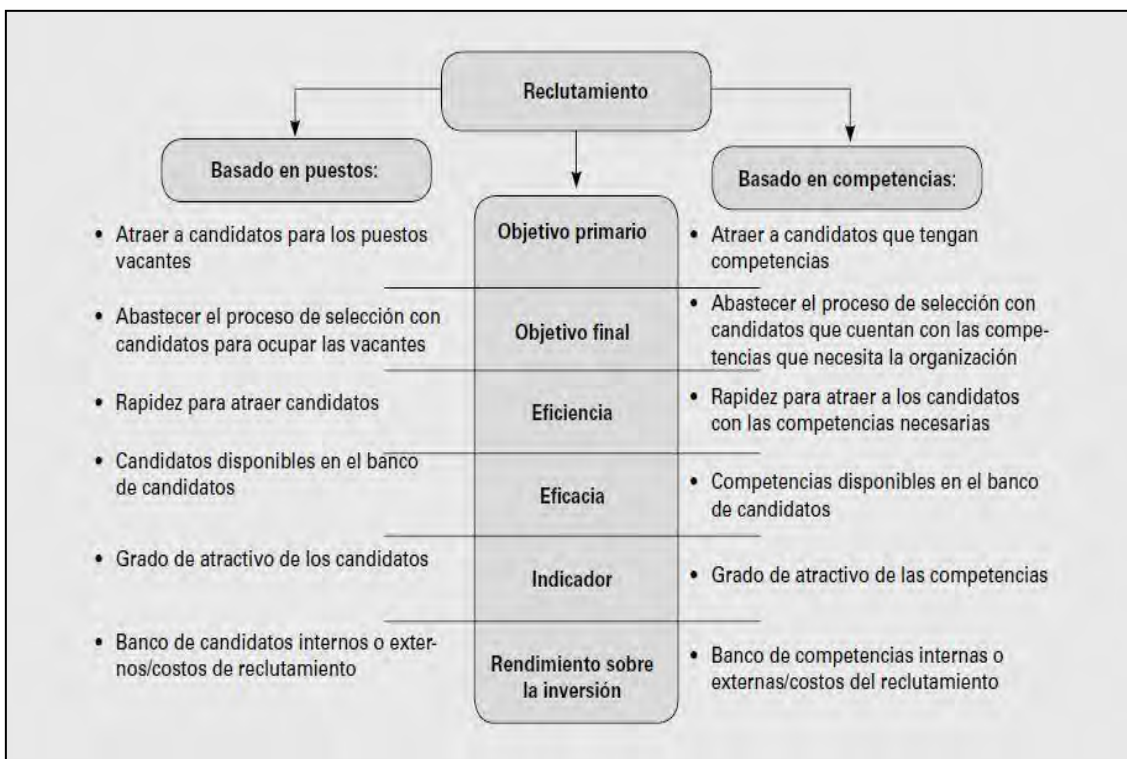 Reclutamiento
Basado en puestos:
• Atraer a candidatos para los puestos
vacantes
• Abastecer el proceso de selección con
candidatos para ocupar las vacantes
• Rapidez para atraer candidatos
• Candidatos disponibles en el banco
de candidatos
• Grado de atractivo de los candidatos
• Banco de candidatos internos o exter-
nos/costos de reclutamiento
Objetivo primario
Objetivo final
Eficiencia
Eficacia
Indicador
Rendimiento sobre
la inversión
Basado en competencias:
• Atraer a candidatos que tengan
competencias
• Abastecer el proceso de selección con
candidatos que cuentan con las compe-
tencias que necesita la organización
• Rapidez para atraer a los candidatos
con las competencias necesarias
• Competencias disponibles en el banco
de candidatos
• Grado de atractivo de las competencias
• Banco de competencias internas o
externas/costos del reclutamiento